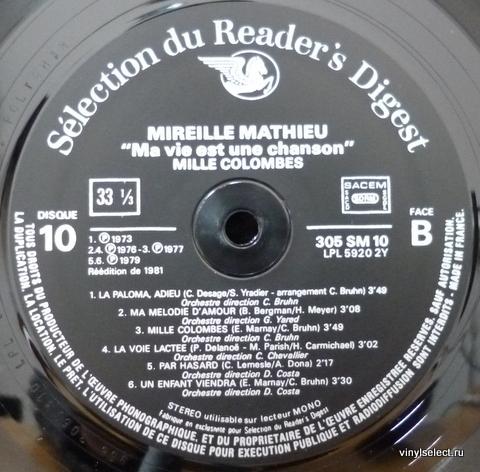 Sélection du Reader's Digest
MIREILLE MATHIEU
"Ma vie est une chanson"
MILLE COLOMBES
33 1/3
SACEM
SACD
SDRM
SGDL
DISQUE
10
FACE
B
1. Ⓟ 1973
2.4. Ⓟ 1976-3. Ⓟ 1977
5.6. Ⓟ 1979
Réédition de 1981
305 SM 10
LPL 5920 2Y
1. LA PALOMA, ADIEU (C. Desage/S. Yradier - arrangement C. Bruhn) 3'49
Orchestre direction C. Bruhn
2. MA MELODIE D'AMOUR (B. Bergman/H. Meyer) 3'08
Orchestre direction G. Yared
3. MILLE COLOMBES (E. Marnay/C. Bruhn) 3'49
Orchestre direction C. Bruhn
4. LA VOIE LACTEE (P. Delanoë - M. Parish/H. Carmichael) 3'02
Orchestre direction C. Chevallier
5. PAR HASARD (C. Lemesle/A. Dona) 2'17
Orchestre direction D. Costa
6. UN ENFANT VIENDRA (E. Marnay/C. Bruhn) 3'30
Orchestre direction D. Costa
STEREO utilisable sur lecteur MONO
Fabriqué en exclusivité pour Sélection du Reader's Digest
TOUS DROITS DU PRODUCTEUR DE L'ŒUVRE PHONOGRAPHIQUE, ET DU PROPRIETAIRE DE L'ŒUVRE ENREGISTREE RESERVES SAUF AUTORISATION.
LA DUPLICATION, LA LOCATION, LE PRET, L'UTILISATION DE CE DISQUE POUR EXECUTION PUBLIQUE ET RADIODIFFUSION SONT INTERDITS - MADE IN FRANCE.
vinylselect.ru